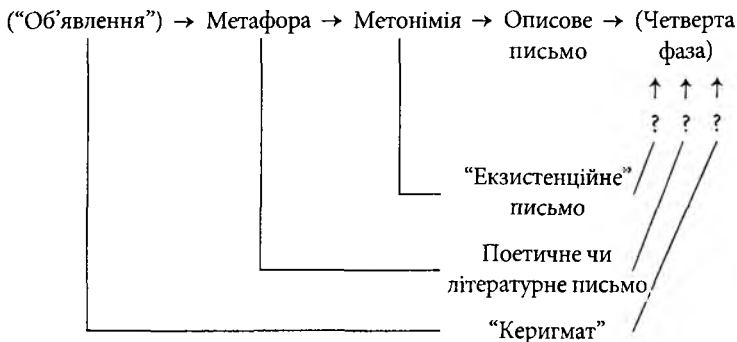 (“Об’явлення”) → Метафора → Метонімія → Описове → (Четверта
письмо фаза)
↑ ↑ ↑
? ? ?
“Екзистенційне”
письмо
Поетичне чи
літературне письмо
“Керигмат”